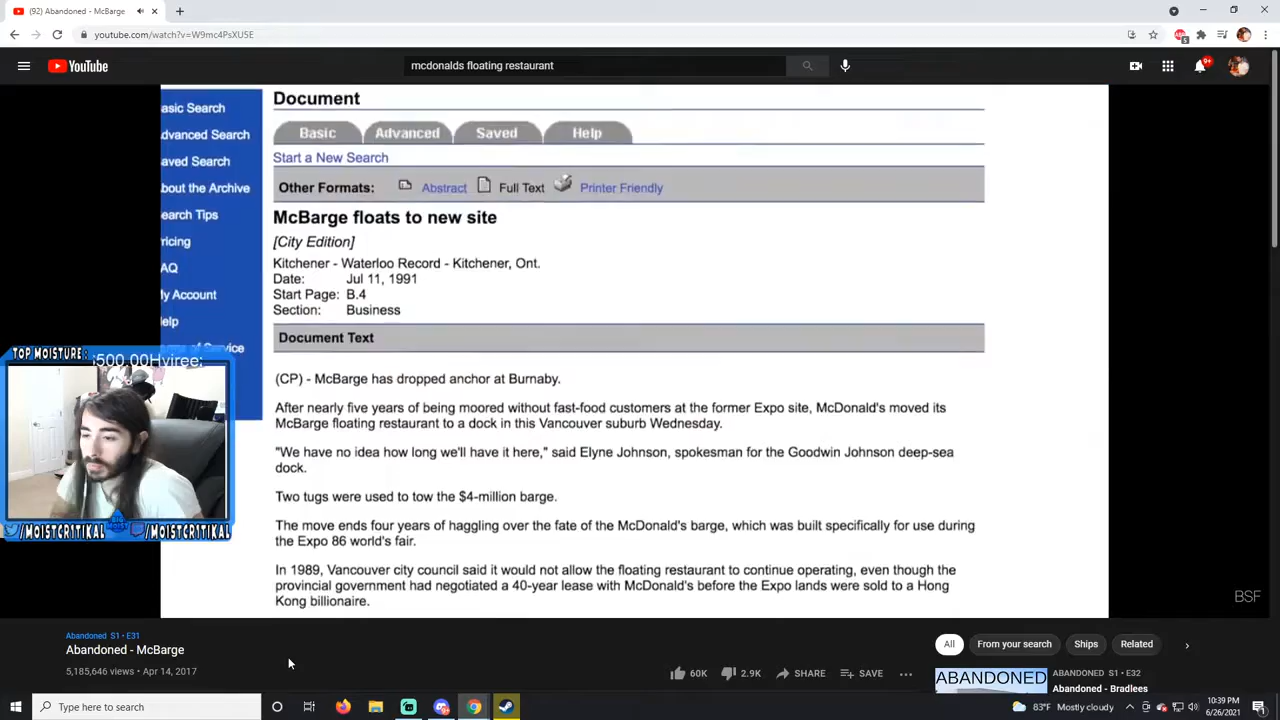 (92) Abandoned - McBarge
youtube.com/watch?v=W9mc4PsXUSE
YouTube
mcdonalds floating restaurant
9+
Document
Basic Advanced Saved Help
Start a New Search
Other Formats: Abstract Full Text Printer Friendly
McBarge floats to new site
[City Edition]
Kitchener - Waterloo Record - Kitchener, Ont.
Date: Jul 11, 1991
Start Page: B.4
Section: Business
Document Text
(CP) - McBarge has dropped anchor at Burnaby.
After nearly five years of being moored without fast-food customers at the former Expo site, McDonald's moved its
McBarge floating restaurant to a dock in this Vancouver suburb Wednesday.
"We have no idea how long we'll have it here," said Elyne Johnson, spokesman for the Goodwin Johnson deep-sea
dock.
Two tugs were used to tow the $4-million barge.
The move ends four years of haggling over the fate of the McDonald's barge, which was built specifically for use during
the Expo 86 world's fair.
In 1989, Vancouver city council said it would not allow the floating restaurant to continue operating, even though the
provincial government had negotiated a 40-year lease with McDonald's before the Expo lands were sold to a Hong
Kong billionaire.
asic Search
dvanced Search
aved Search
bout the Archive
earch Tips
ricing
AQ
y Account
elp
of Service
TOP MOISTURE:
500.00Hyiree:
/MOISTCR1TIKAL
BIG MOIST
/MOISTCR1TIKAL
BSF
Abandoned S1 • E31
Abandoned - McBarge
5,185,646 views • Apr 14, 2017
60K 2.9K SHARE SAVE
All From your search Ships Related
ABANDONED
ABANDONED S1 • E32
Abandoned - Bradlees
Type here to search
83°F Mostly cloudy
10:39 PM
6/26/2021